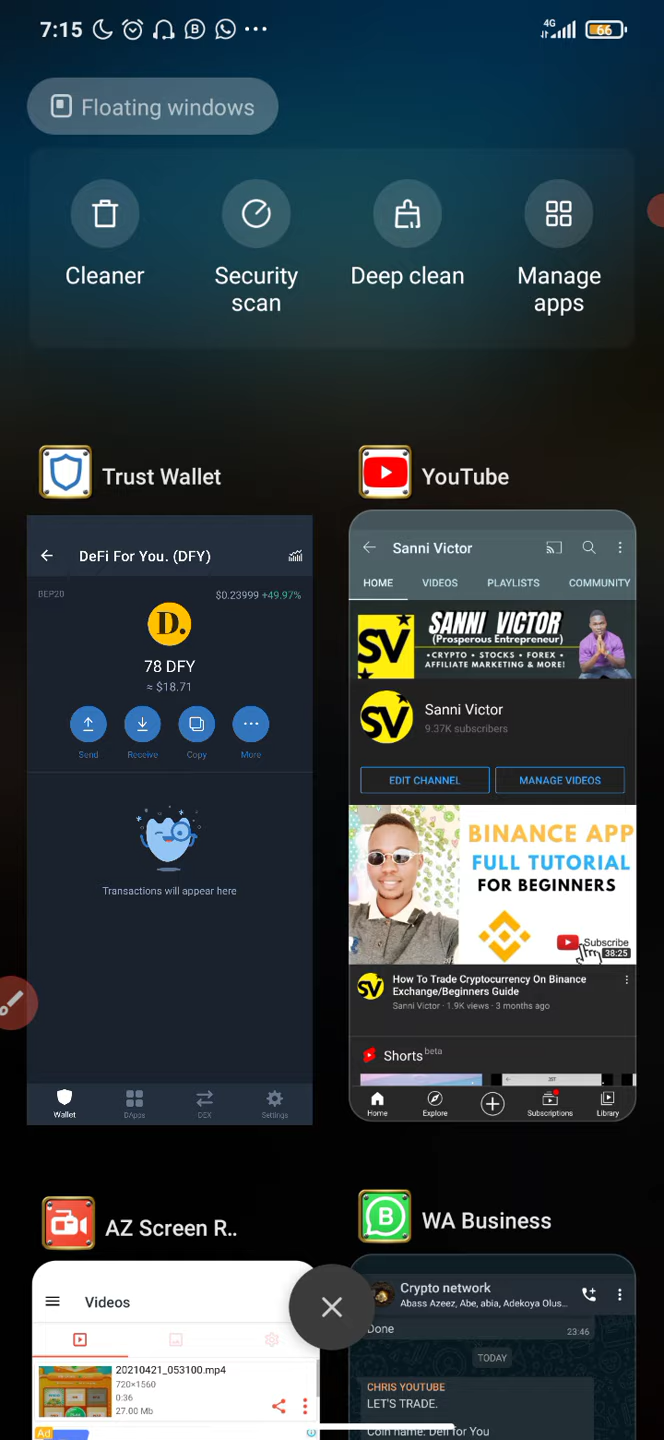 7:15
4G
66
Floating windows
Cleaner
Security
scan
Deep clean
Manage
apps
Trust Wallet
DeFi For You. (DFY)
BEP20
$0.23999 +49.97%
D.
78 DFY
≈ $18.71
Send
Receive
Copy
More
Transactions will appear here
Wallet
DApps
DEX
Settings
YouTube
Sanni Victor
HOME
VIDEOS
PLAYLISTS
COMMUNITY
SV
SANNI VICTOR
(Prosperous Entrepreneur)
•CRYPTO •STOCKS •FOREX •
AFFILIATE MARKETING & MORE!
SV
Sanni Victor
9.37K subscribers
EDIT CHANNEL
MANAGE VIDEOS
BINANCE APP
FULL TUTORIAL
FOR BEGINNERS
Subscribe
38:25
SV
How To Trade Cryptocurrency On Binance
Exchange/Beginners Guide
Sanni Victor · 1.9K views · 3 months ago
Shorts beta
Home
Explore
Subscriptions
Library
AZ Screen R..
Videos
20210421_053100.mp4
720×1560
0:36
27.00 Mb
Ad
WA Business
Crypto network
Abass Azeez, Abe, abia, Adekoya Olus...
Done
23:46
TODAY
CHRIS YOUTUBE
LET'S TRADE.
Coin name: Defi for You